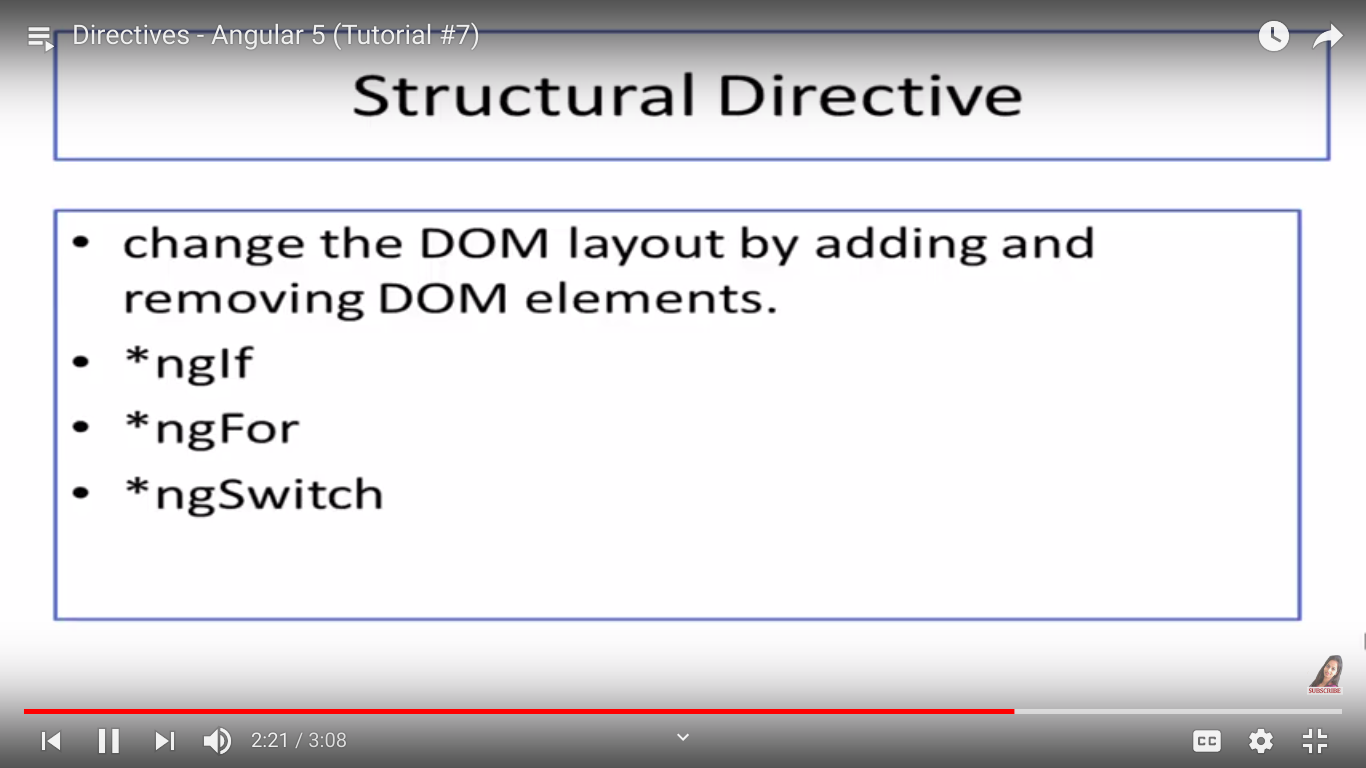 Directives - Angular 5 (Tutorial #7)
Structural Directive
• change the DOM layout by adding and
removing DOM elements.
• *ngIf
• *ngFor
• *ngSwitch
SUBSCRIBE
2:21 / 3:08
CC